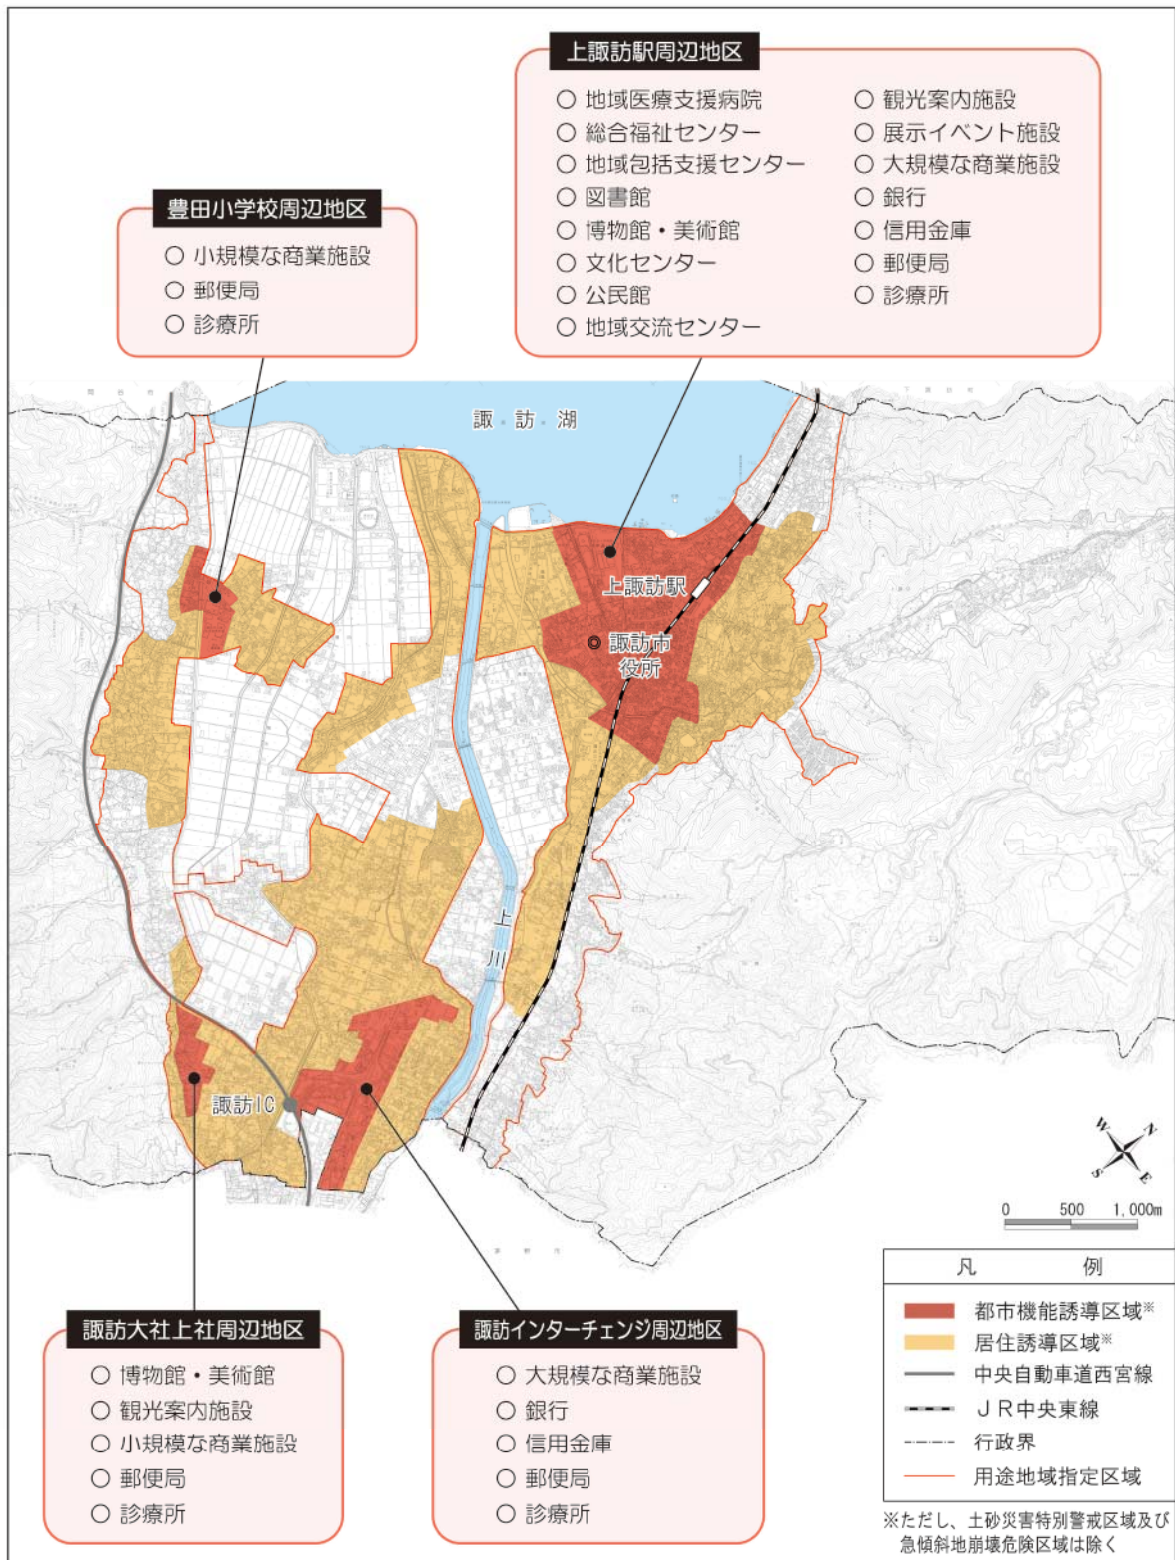 上諏訪駅周辺地区
○ 地域医療支援病院
○ 総合福祉センター
○ 地域包括支援センター
○ 図書館
○ 博物館・美術館
○ 文化センター
○ 公民館
○ 地域交流センター
○ 観光案内施設
○ 展示イベント施設
○ 大規模な商業施設
○ 銀行
○ 信用金庫
○ 郵便局
○ 診療所
豊田小学校周辺地区
○ 小規模な商業施設
○ 郵便局
○ 診療所
諏訪湖
上諏訪駅
諏訪市
役所
上川
諏訪IC
W N
S E
0 500 1,000m
諏訪大社上社周辺地区
○ 博物館・美術館
○ 観光案内施設
○ 小規模な商業施設
○ 郵便局
○ 診療所
諏訪インターチェンジ周辺地区
○ 大規模な商業施設
○ 銀行
○ 信用金庫
○ 郵便局
○ 診療所
凡 例
都市機能誘導区域※
居住誘導区域※
中央自動車道西宮線
ＪＲ中央東線
行政界
用途地域指定区域
※ただし、土砂災害特別警戒区域及び
急傾斜地崩壊危険区域は除く